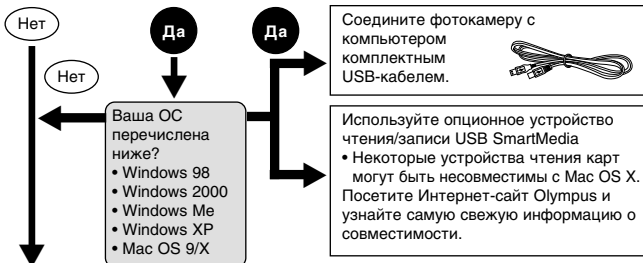 Нет
Да
Да
Нет
Соедините фотокамеру с
компьютером
комплектным
USB-кабелем.
Ваша ОС
перечислена
ниже?
• Windows 98
• Windows 2000
• Windows Me
• Windows XP
• Mac OS 9/X
Используйте опционное устройство
чтения/записи USB SmartMedia
• Некоторые устройства чтения карт
могут быть несовместимы с Mac OS X.
Посетите Интернет-сайт Olympus и
узнайте самую свежую информацию о
совместимости.